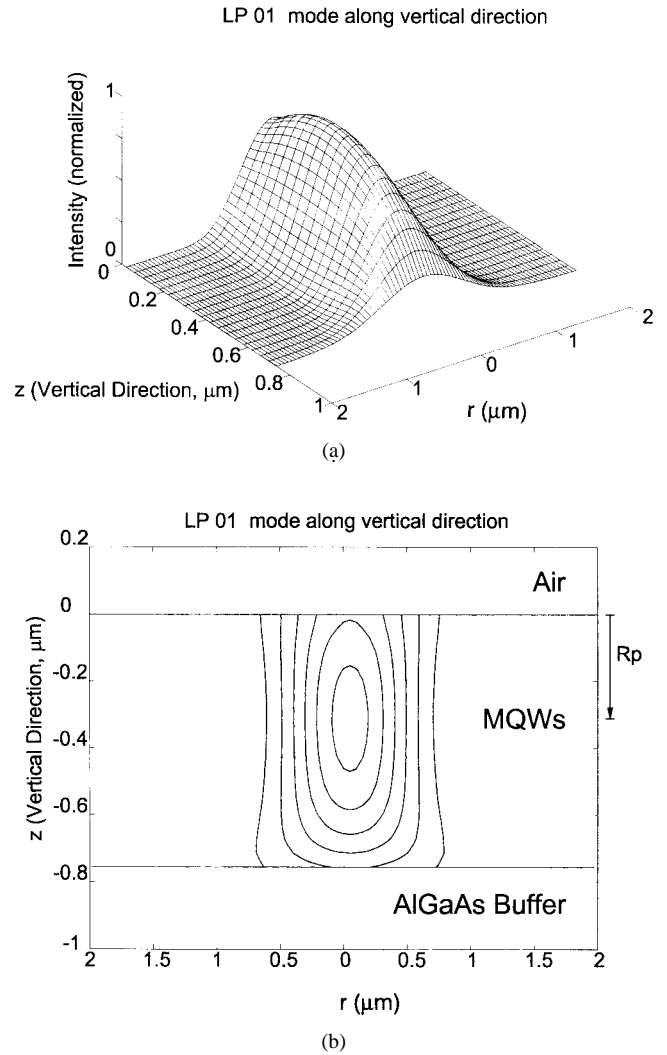 LP 01 mode along vertical direction
Intensity (normalized)
1
0
0
0.2
0.4
0.6
0.8
1
z (Vertical Direction, μm)
2
1
0
1
2
r (μm)
(a)
LP 01 mode along vertical direction
z (Vertical Direction, μm)
0.2
0
-0.2
-0.4
-0.6
-0.8
-1
Air
Rp
MQWs
AlGaAs Buffer
2 1.5 1 0.5 0 0.5 1 1.5 2
r (μm)
(b)